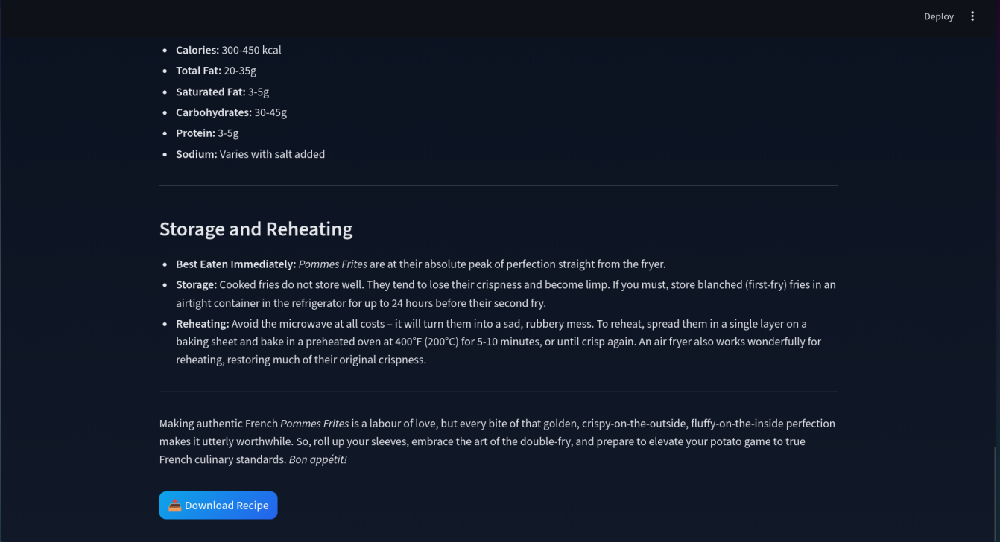 Deploy
Calories: 300-450 kcal
Total Fat: 20-35g
Saturated Fat: 3-5g
Carbohydrates: 30-45g
Protein: 3-5g
Sodium: Varies with salt added
Storage and Reheating
Best Eaten Immediately: Pommes Frites are at their absolute peak of perfection straight from the fryer.
Storage: Cooked fries do not store well. They tend to lose their crispness and become limp. If you must, store blanched (first-fry) fries in an
airtight container in the refrigerator for up to 24 hours before their second fry.
Reheating: Avoid the microwave at all costs – it will turn them into a sad, rubbery mess. To reheat, spread them in a single layer on a
baking sheet and bake in a preheated oven at 400°F (200°C) for 5-10 minutes, or until crisp again. An air fryer also works wonderfully for
reheating, restoring much of their original crispness.
Making authentic French Pommes Frites is a labour of love, but every bite of that golden, crispy-on-the-outside, fluffy-on-the-inside perfection
makes it utterly worthwhile. So, roll up your sleeves, embrace the art of the double-fry, and prepare to elevate your potato game to true
French culinary standards. Bon appétit!
Download Recipe